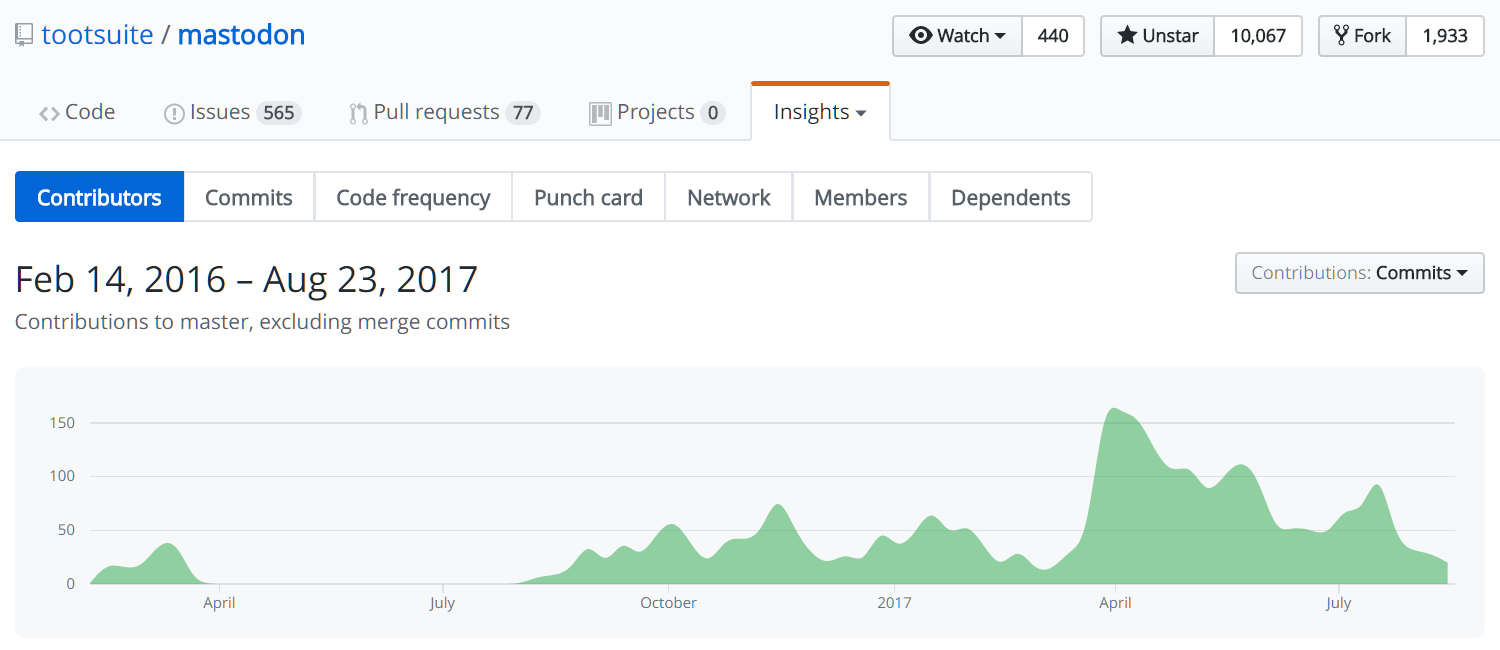 tootsuite / mastodon
Watch 440 Unstar 10,067 Fork 1,933
Code Issues 565 Pull requests 77 Projects 0 Insights
Contributors Commits Code frequency Punch card Network Members Dependents
Feb 14, 2016 – Aug 23, 2017
Contributions: Commits
Contributions to master, excluding merge commits
150
100
50
0
April July October 2017 April July